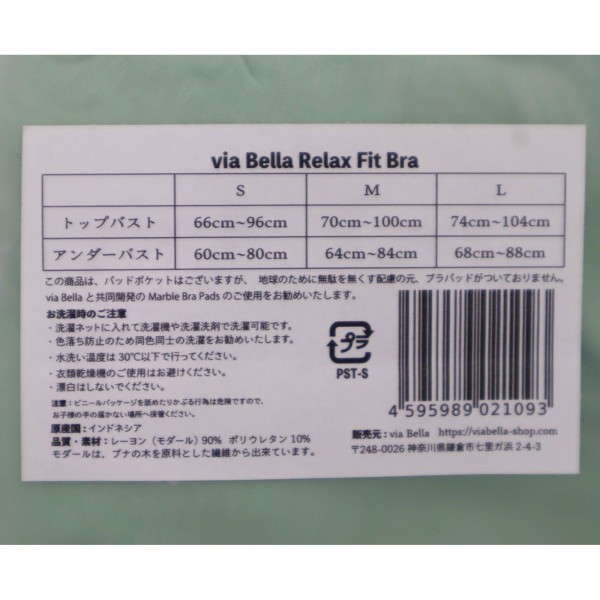 via Bella Relax Fit Bra
S M L
トップバスト 66cm~96cm 70cm~100cm 74cm~104cm
アンダーバスト 60cm~80cm 64cm~84cm 68cm~88cm
この商品は、パッドポケットはございますが、 地球のために無駄を無くす配慮の元、ブラパッドがついておりません。
via Bella と共同開発の Marble Bra Pads のご使用をお勧めいたします。
お洗濯時のご注意
・洗濯ネットに入れて洗濯機や洗濯洗剤で洗濯可能です。
・色落ち防止のため同色同士の洗濯をお勧めいたします。
・水洗い温度は 30℃以下で行ってください。
・衣類乾燥機のご使用はお避けください。
・漂白はしないでください。
注意：ビニールパッケージを舐めたりかぶる行為は危険ですので、
お子様の手の届かない場所へ保管ください。
原産国：インドネシア
品質・素材：レーヨン（モダール）90% ポリウレタン 10%
モダールは、ブナの木を原料とした繊維から出来ています。
プラ
PST-S
4 595989 021093
販売元：via Bella https://viabella-shop.com
〒248-0026 神奈川県鎌倉市七里ガ浜 2-4-3